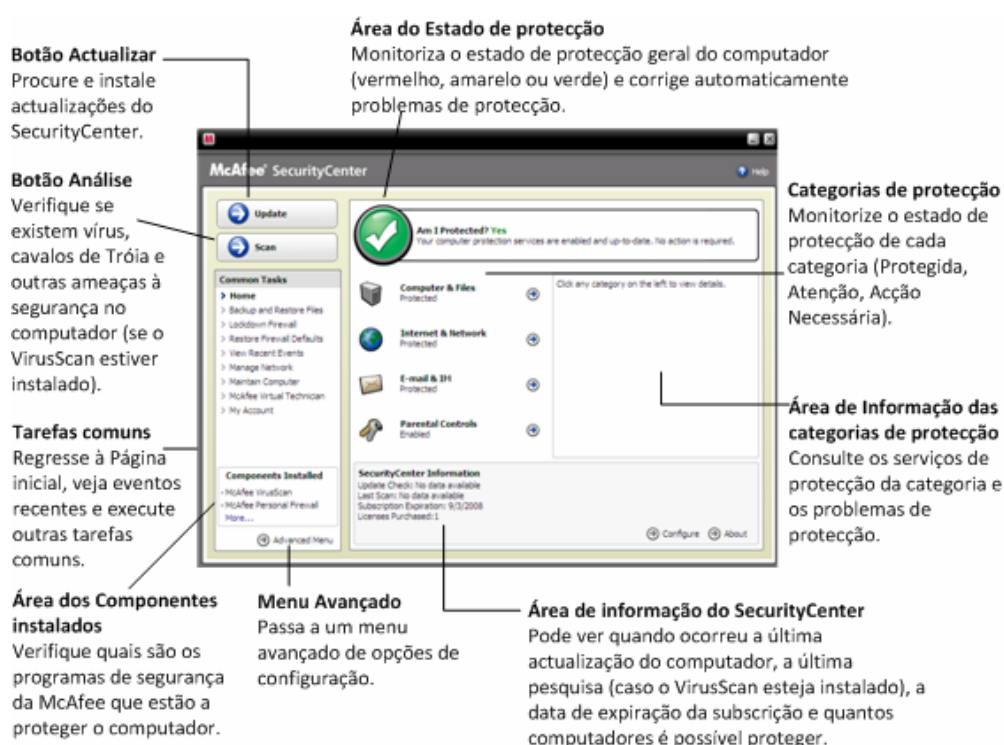 Área do Estado de protecção
Monitoriza o estado de protecção geral do computador
(vermelho, amarelo ou verde) e corrige automaticamente
problemas de protecção.
Botão Actualizar
Procure e instale
actualizações do
SecurityCenter.
Botão Análise
Verifique se
existem vírus,
cavalos de Tróia e
outras ameaças à
segurança no
computador (se o
VirusScan estiver
instalado).
Tarefas comuns
Regresse à Página
inicial, veja eventos
recentes e execute
outras tarefas
comuns.
Área dos Componentes
instalados
Verifique quais são os
programas de segurança
da McAfee que estão a
proteger o computador.
McAfee® SecurityCenter
Help
Update
Scan
Common Tasks
Home
Backup and Restore Files
Lockdown Firewall
Restore Firewall Defaults
View Recent Events
Manage Network
Maintain Computer
McAfee Virtual Technician
My Account
Components Installed
McAfee VirusScan
McAfee Personal Firewall
More...
Advanced Menu
Am I Protected? Yes
Your computer protection services are enabled and up-to-date. No action is required.
Computer & Files
Protected
Internet & Network
Protected
E-mail & IM
Protected
Parental Controls
Enabled
Click any category on the left to view details.
SecurityCenter Information
Update Check: No data available
Last Scan: No data available
Subscription Expiration: 9/3/2008
Licenses Purchased: 1
Configure
About
Categorias de protecção
Monitorize o estado de
protecção de cada
categoria (Protegida,
Atenção, Acção
Necessária).
Área de Informação das
categorias de protecção
Consulte os serviços de
protecção da categoria e
os problemas de
protecção.
Menu Avançado
Passa a um menu
avançado de opções de
configuração.
Área de informação do SecurityCenter
Pode ver quando ocorreu a última
actualização do computador, a última
pesquisa (caso o VirusScan esteja instalado), a
data de expiração da subscrição e quantos
computadores é possível proteger.